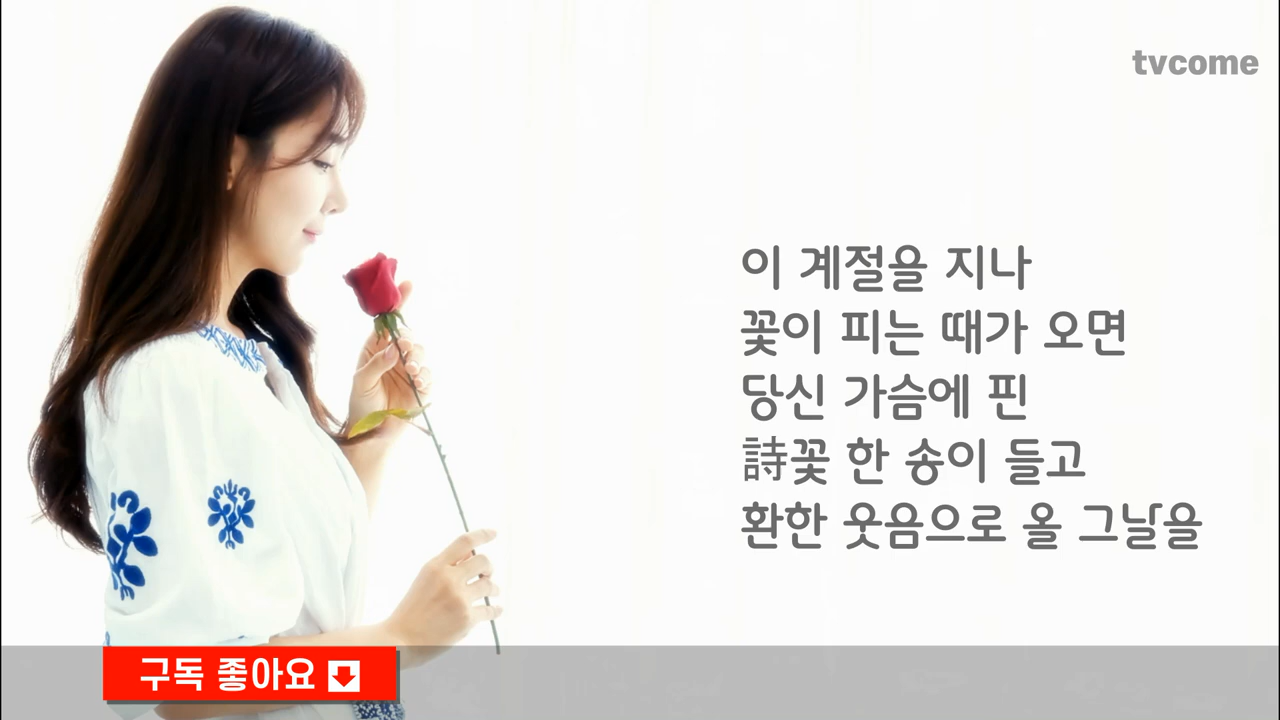 tvcome
이 계절을 지나
꽃이 피는 때가 오면
당신 가슴에 핀
詩꽃 한 송이 들고
환한 웃음으로 올 그날을
구독 좋아요